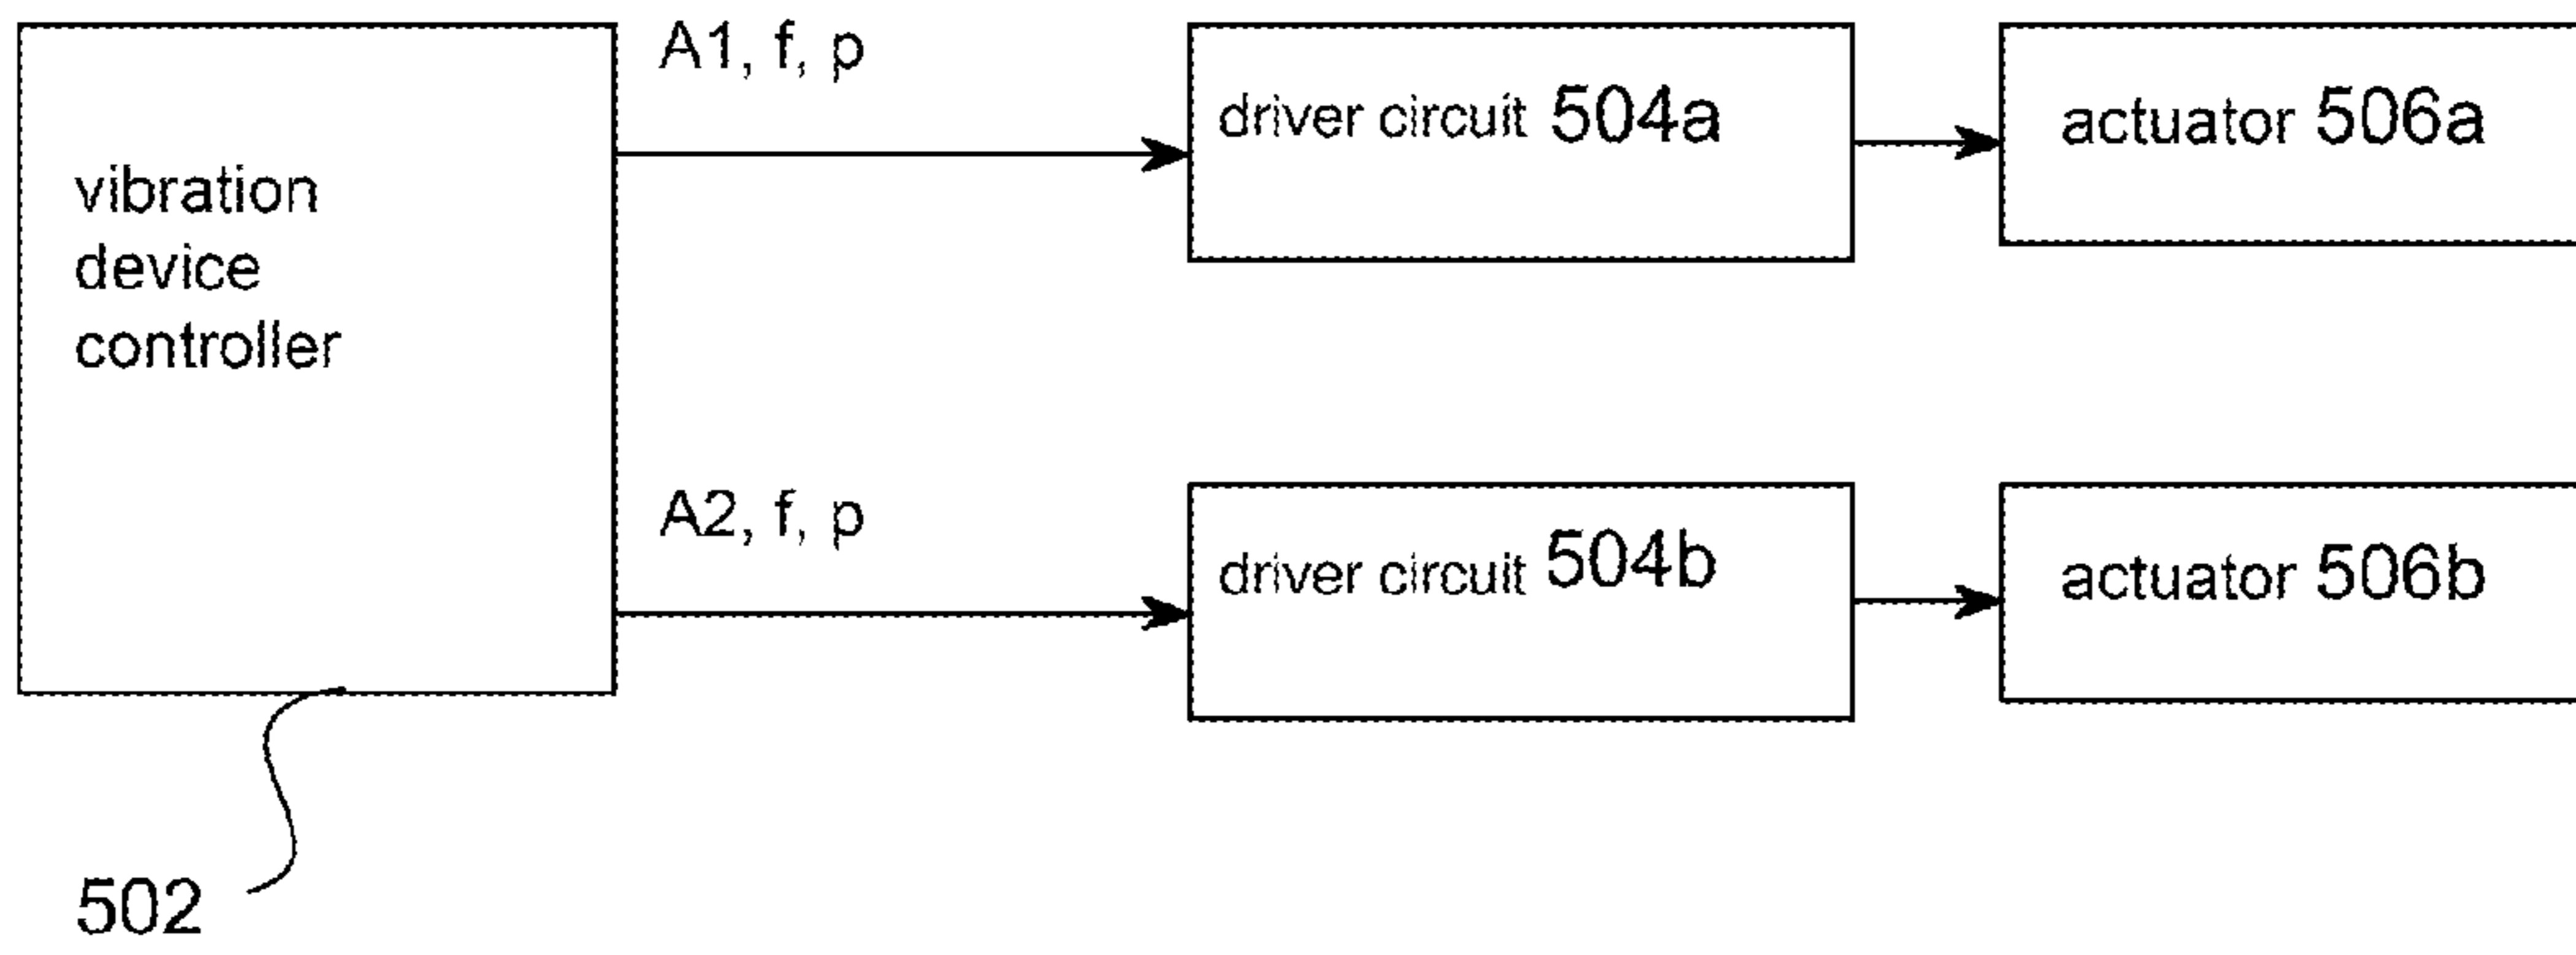 A1, f, p
driver circuit 504a
actuator 506a
vibration
device
controller
A2, f, p
driver circuit 504b
actuator 506b
502